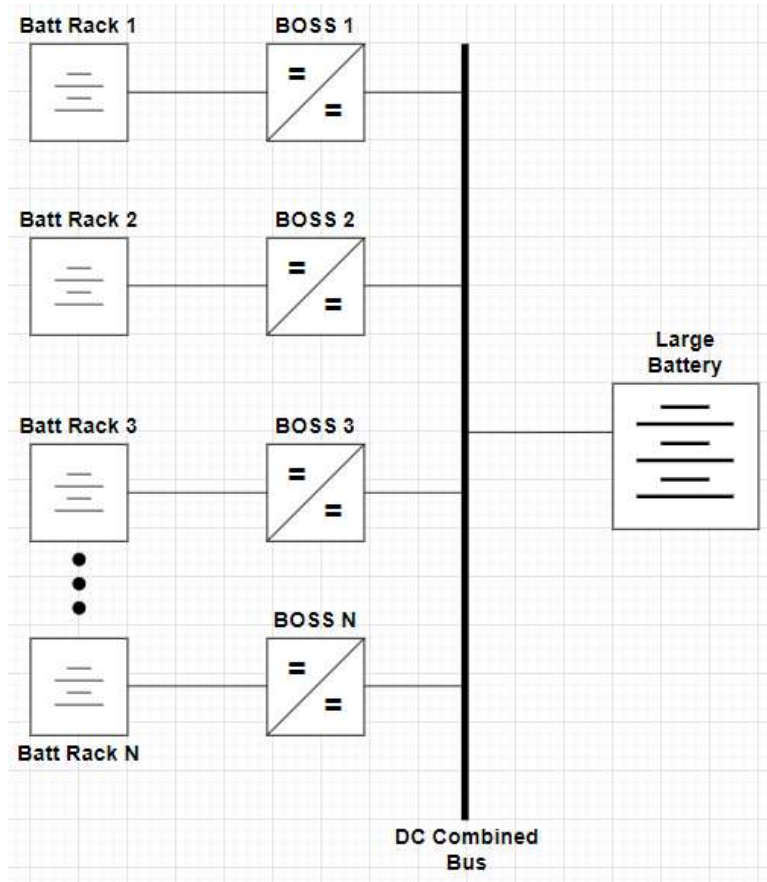 Batt Rack 1
BOSS 1
Batt Rack 2
BOSS 2
Large
Battery
Batt Rack 3
BOSS 3
BOSS N
Batt Rack N
DC Combined
Bus